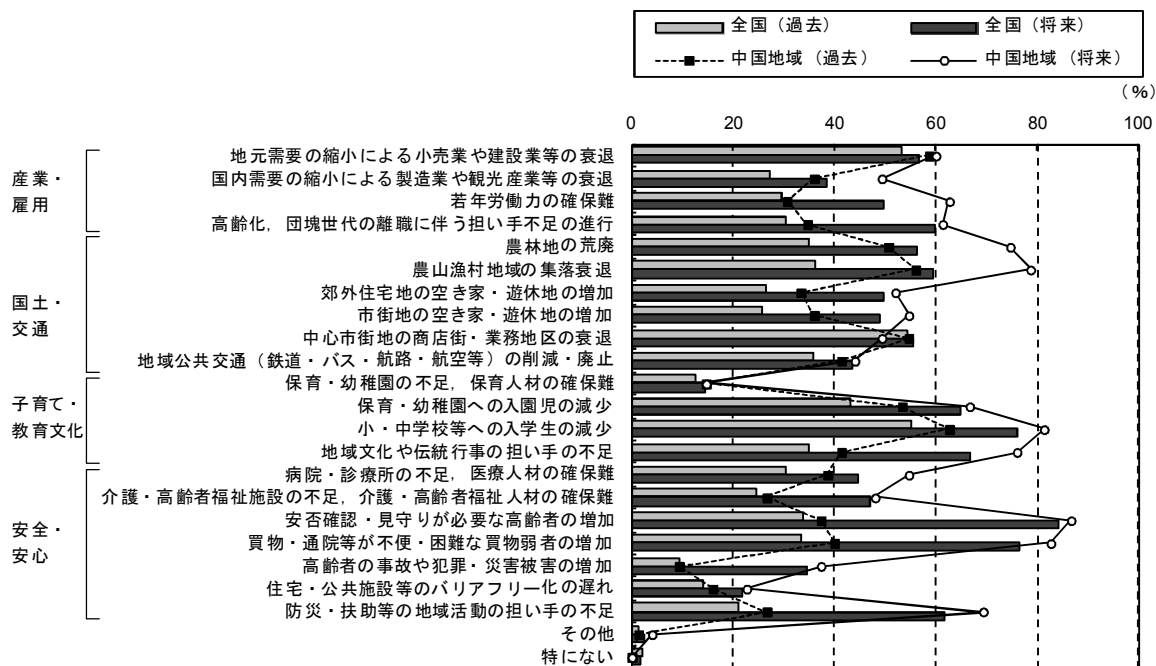 全国（過去）
全国（将来）
中国地域（過去）
中国地域（将来）
（%）
0 20 40 60 80 100
産業・
雇用
地元需要の縮小による小売業や建設業等の衰退
国内需要の縮小による製造業や観光産業等の衰退
若年労働力の確保難
高齢化，団塊世代の離職に伴う担い手不足の進行
国土・
交通
農林地の荒廃
農山漁村地域の集落衰退
郊外住宅地の空き家・遊休地の増加
市街地の空き家・遊休地の増加
中心市街地の商店街・業務地区の衰退
地域公共交通（鉄道・バス・航路・航空等）の削減・廃止
子育て・
教育文化
保育・幼稚園の不足，保育人材の確保難
保育・幼稚園への入園児の減少
小・中学校等への入学生の減少
地域文化や伝統行事の担い手の不足
安全・
安心
病院・診療所の不足，医療人材の確保難
介護・高齢者福祉施設の不足，介護・高齢者福祉人材の確保難
安否確認・見守りが必要な高齢者の増加
買物・通院等が不便・困難な買物弱者の増加
高齢者の事故や犯罪・災害被害の増加
住宅・公共施設等のバリアフリー化の遅れ
防災・扶助等の地域活動の担い手の不足
その他
特にない